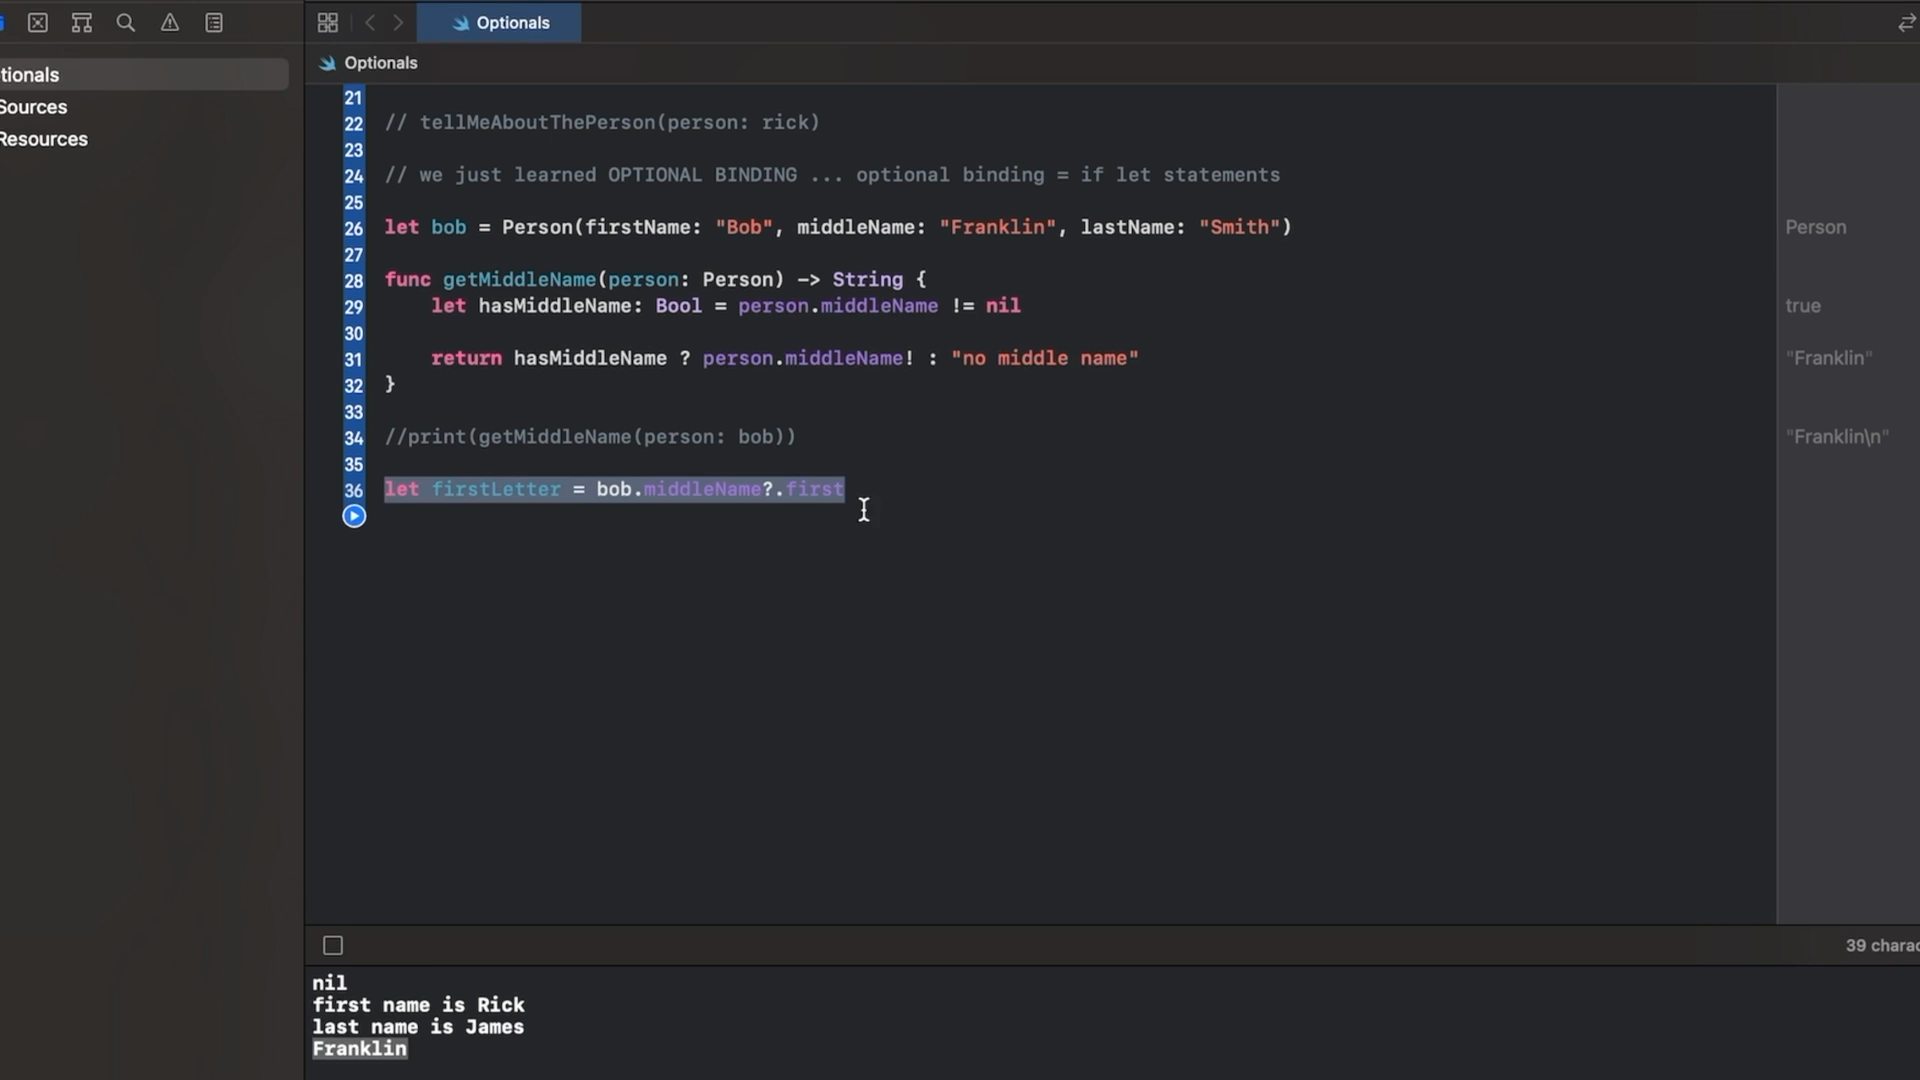 Optionals
Optionals
tionals
Sources
Resources
21
22 // tellMeAboutThePerson(person: rick)
23
24 // we just learned OPTIONAL BINDING ... optional binding = if let statements
25
26 let bob = Person(firstName: "Bob", middleName: "Franklin", lastName: "Smith") Person
27
28 func getMiddleName(person: Person) -> String {
29 let hasMiddleName: Bool = person.middleName != nil true
30
31 return hasMiddleName ? person.middleName! : "no middle name" "Franklin"
32 }
33
34 //print(getMiddleName(person: bob)) "Franklin\n"
35
36 let firstLetter = bob.middleName?.first
39 charac
nil
first name is Rick
last name is James
Franklin